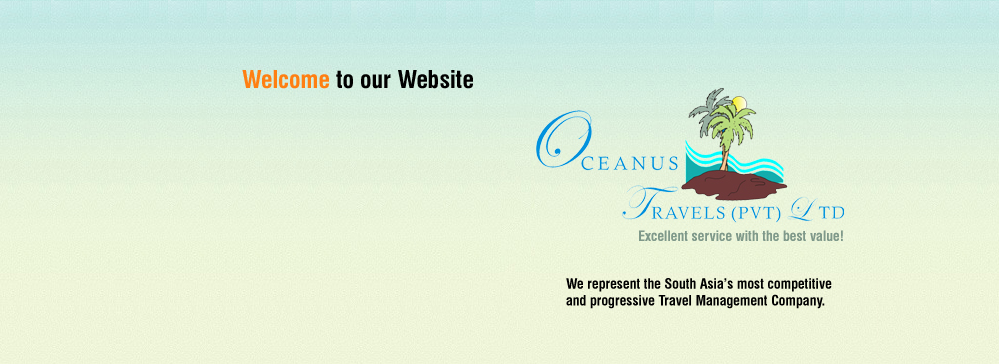 Welcome to our Website
OCEANUS
TRAVELS (PVT) LTD
Excellent service with the best value!
We represent the South Asia's most competitive
and progressive Travel Management Company.